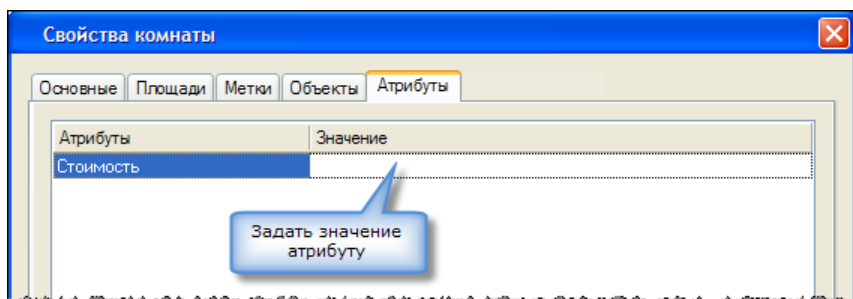 Свойства комнаты
Основные Площади Метки Объекты Атрибуты
Атрибуты Значение
Стоимость
Задать значение
атрибуту